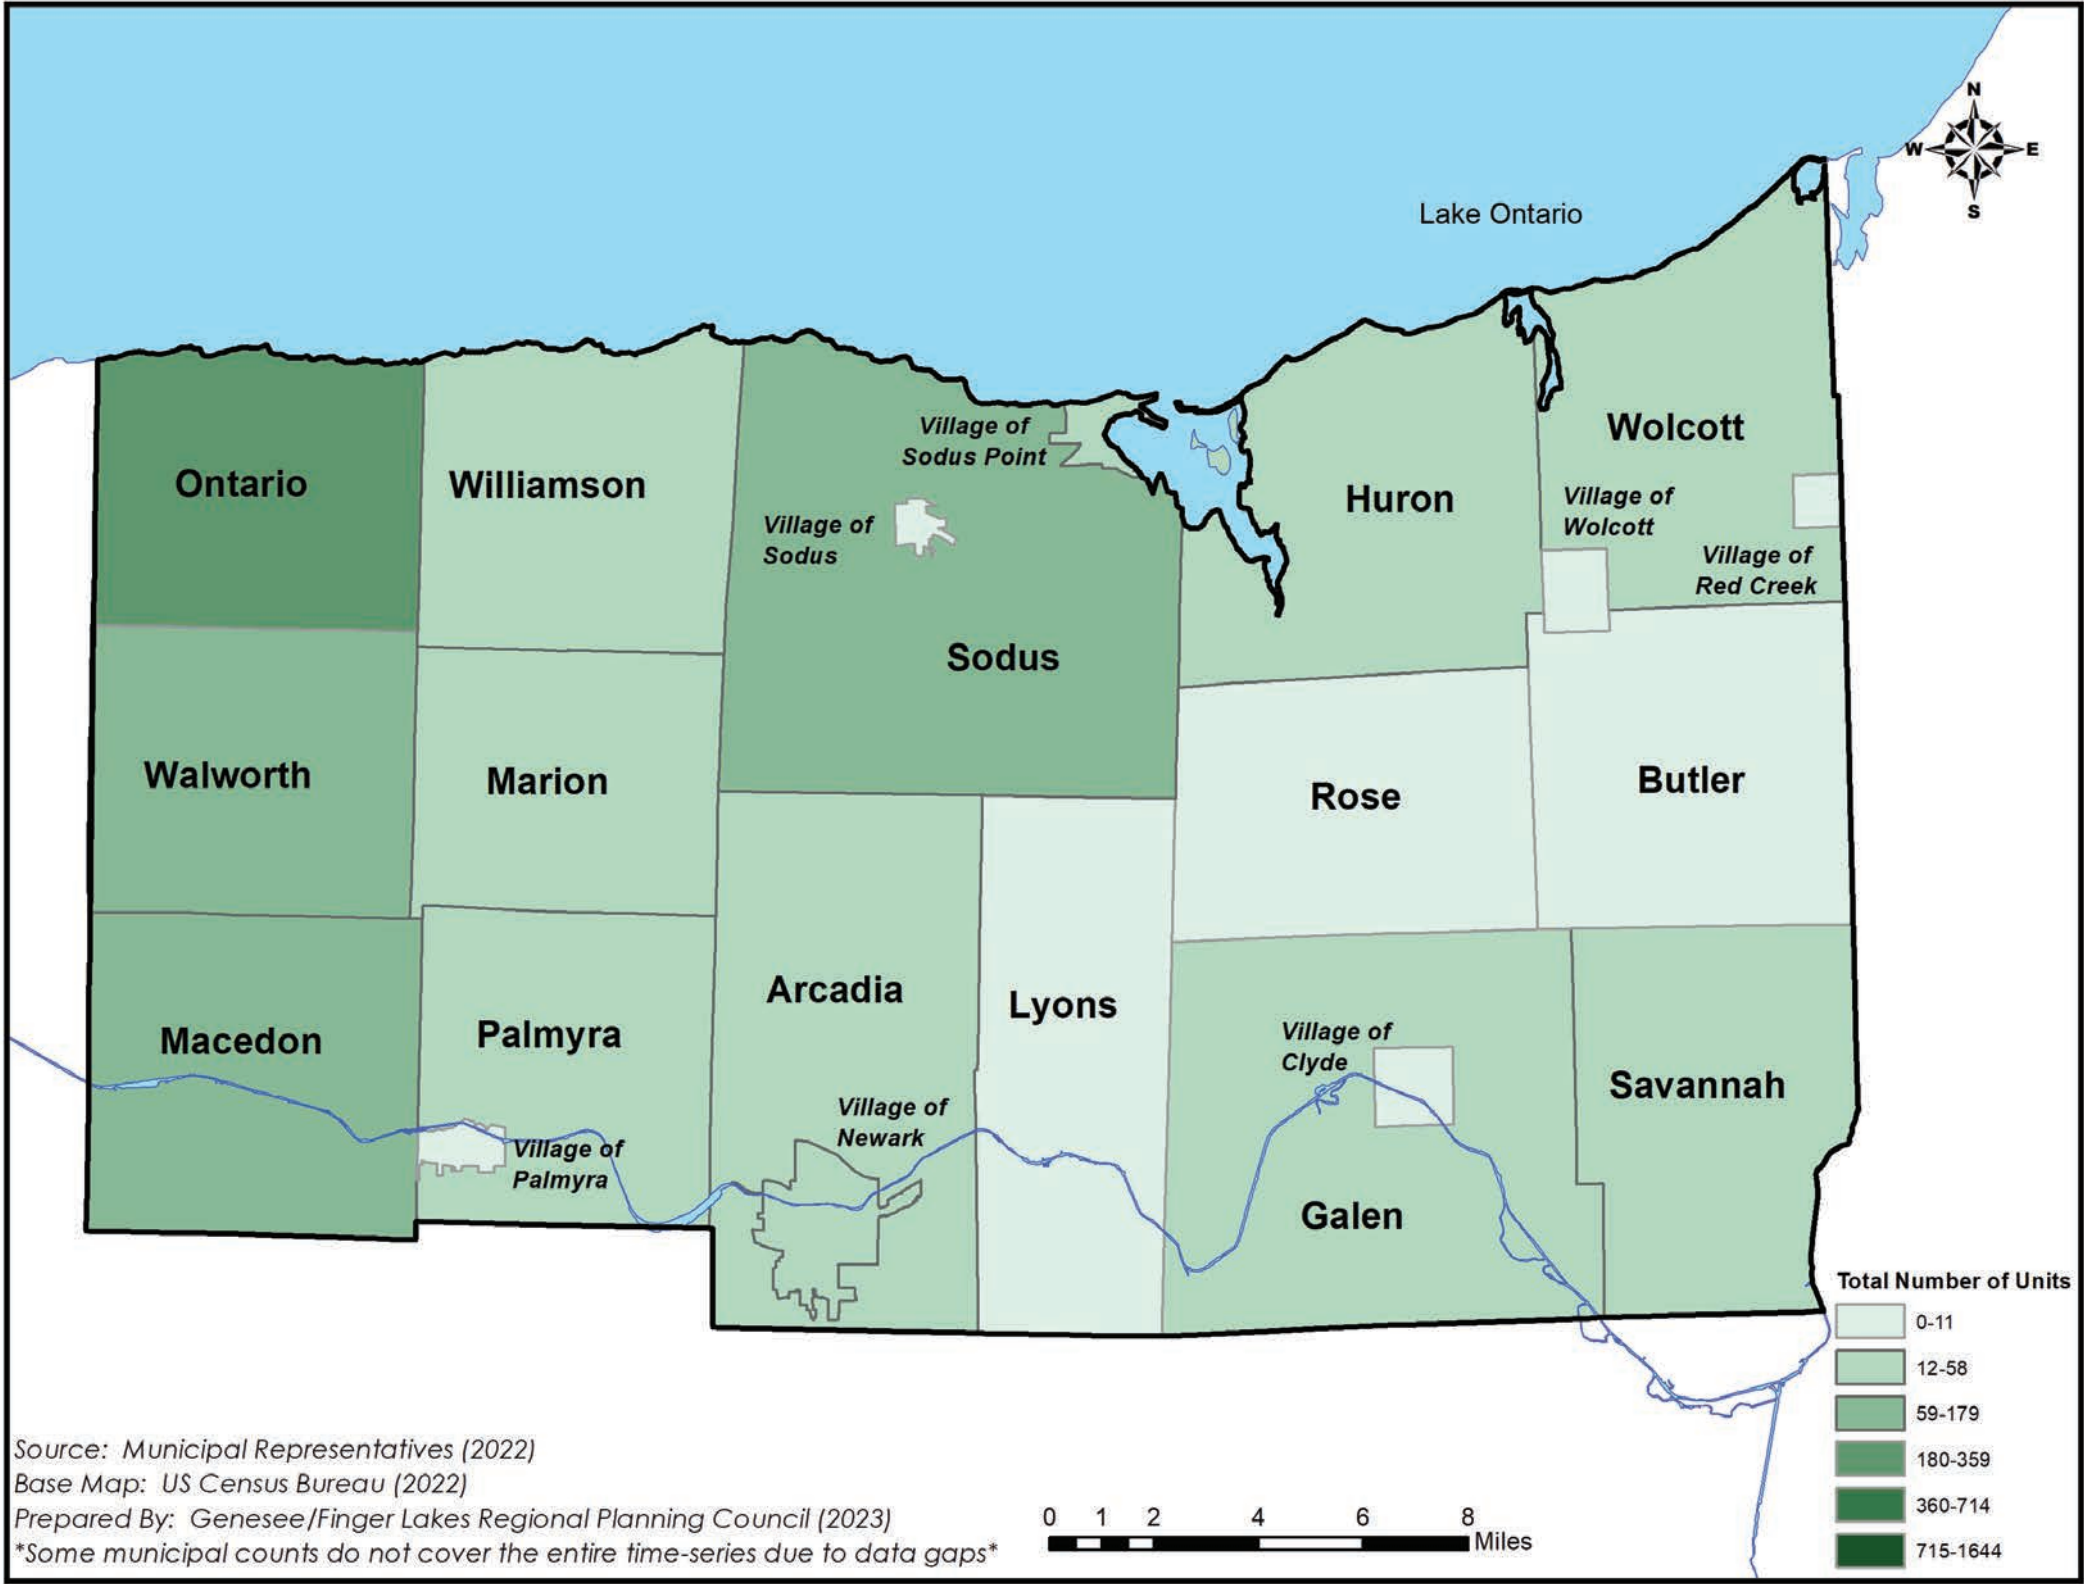 N
W
E
S
Lake Ontario
Wolcott
Village of
Sodus Point
Ontario
Williamson
Huron
Village of
Wolcott
Village of
Sodus
Village of
Red Creek
Sodus
Walworth
Marion
Rose
Butler
Arcadia
Lyons
Macedon
Palmyra
Village of
Clyde
Savannah
Village of
Newark
Village of
Palmyra
Galen
Total Number of Units
0-11
12-58
59-179
180-359
360-714
715-1644
Source: Municipal Representatives (2022)
Base Map: US Census Bureau (2022)
Prepared By: Genesee/Finger Lakes Regional Planning Council (2023)
*Some municipal counts do not cover the entire time-series due to data gaps*
0 1 2 4 6 8
Miles